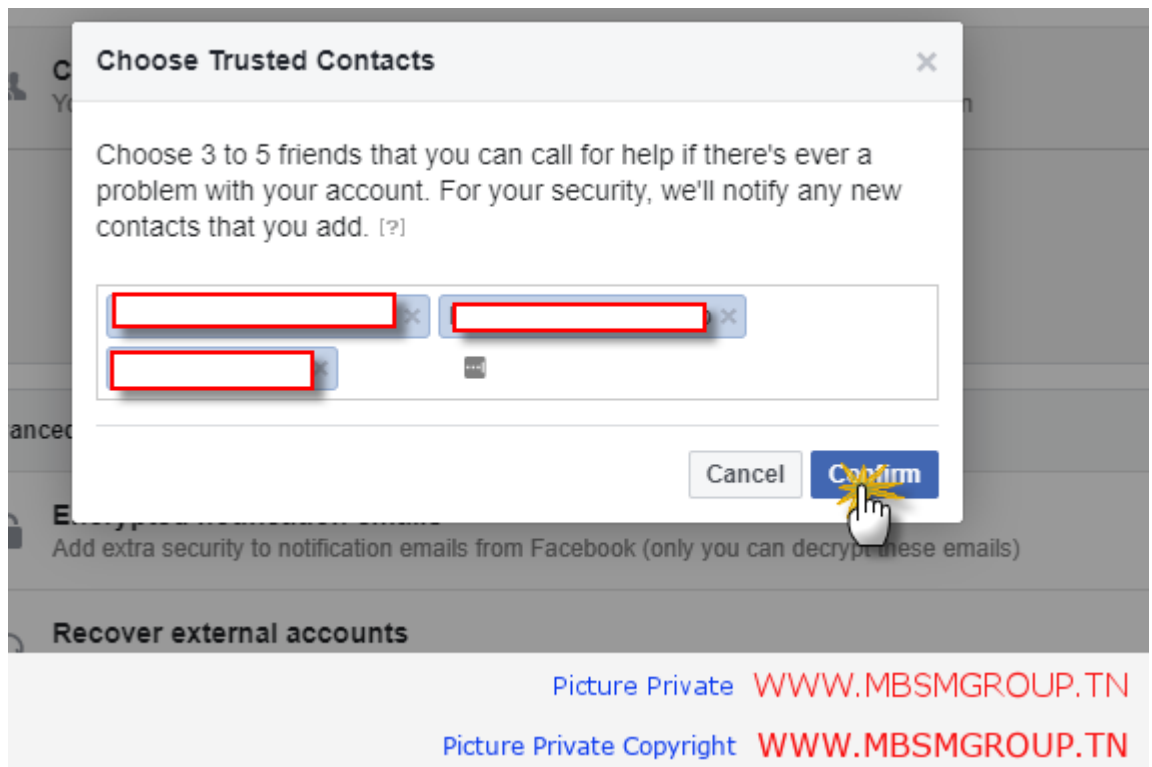 Choose Trusted Contacts
Choose 3 to 5 friends that you can call for help if there's ever a
problem with your account. For your security, we'll notify any new
contacts that you add. [?]
Cancel Confirm
Encrypted notification emails
Add extra security to notification emails from Facebook (only you can decrypt these emails)
Recover external accounts
Picture Private WWW.MBSMGROUP.TN
Picture Private Copyright WWW.MBSMGROUP.TN